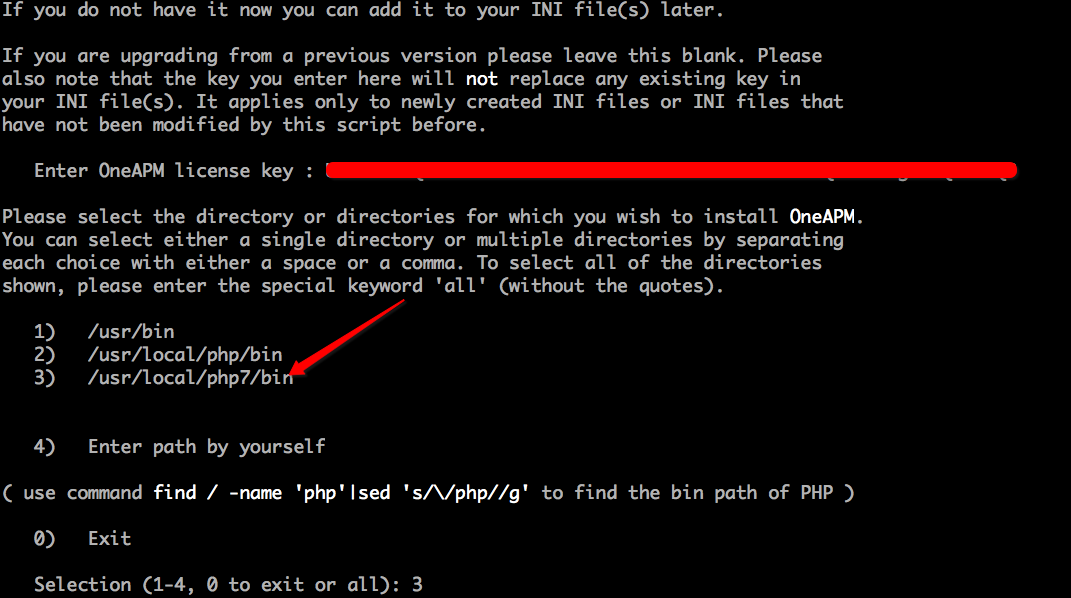 If you do not have it now you can add it to your INI file(s) later.
If you are upgrading from a previous version please leave this blank. Please
also note that the key you enter here will not replace any existing key in
your INI file(s). It applies only to newly created INI files or INI files that
have not been modified by this script before.
Enter OneAPM license key :
Please select the directory or directories for which you wish to install OneAPM.
You can select either a single directory or multiple directories by separating
each choice with either a space or a comma. To select all of the directories
shown, please enter the special keyword 'all' (without the quotes).
1) /usr/bin
2) /usr/local/php/bin
3) /usr/local/php7/bin
4) Enter path by yourself
( use command find / -name 'php'|sed 's/\/php//g' to find the bin path of PHP )
0) Exit
Selection (1-4, 0 to exit or all): 3